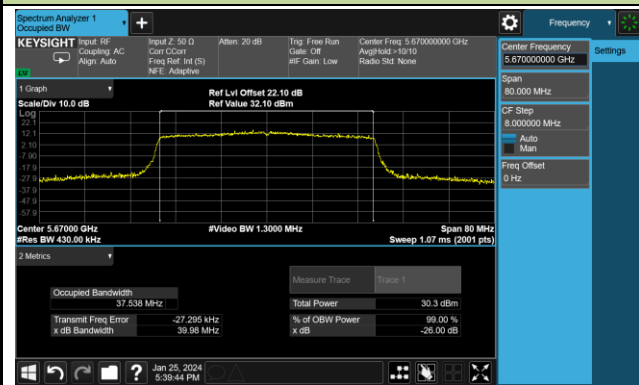 Spectrum Analyzer 1
Occupied BW
Frequency
KEYSIGHT
Input: RF
Coupling: AC
Align: Auto
Input Z: 50 Ω
Corr CCorr
Freq Ref: Int (S)
NFE: Adaptive
Atten: 20 dB
Trig: Free Run
Gate: Off
#IF Gain: Low
Center Freq: 5.670000000 GHz
Avg|Hold:>10/10
Radio Std: None
LW
Center Frequency
5.670000000 GHz
Settings
Span
80.000 MHz
CF Step
8.000000 MHz
Auto
Man
Freq Offset
0 Hz
1 Graph
Scale/Div 10.0 dB
Ref Lvl Offset 22.10 dB
Ref Value 32.10 dBm
Log
22.1
12.1
2.10
-7.90
-17.9
-27.9
-37.9
-47.9
-57.9
Center 5.67000 GHz
#Res BW 430.00 kHz
#Video BW 1.3000 MHz
Span 80 MHz
Sweep 1.07 ms (2001 pts)
2 Metrics
Measure Trace
Trace 1
Occupied Bandwidth
37.538 MHz
Total Power
30.3 dBm
Transmit Freq Error
-27.295 kHz
% of OBW Power
99.00 %
x dB Bandwidth
39.98 MHz
x dB
-26.00 dB
?
Jan 25, 2024
5:39:44 PM